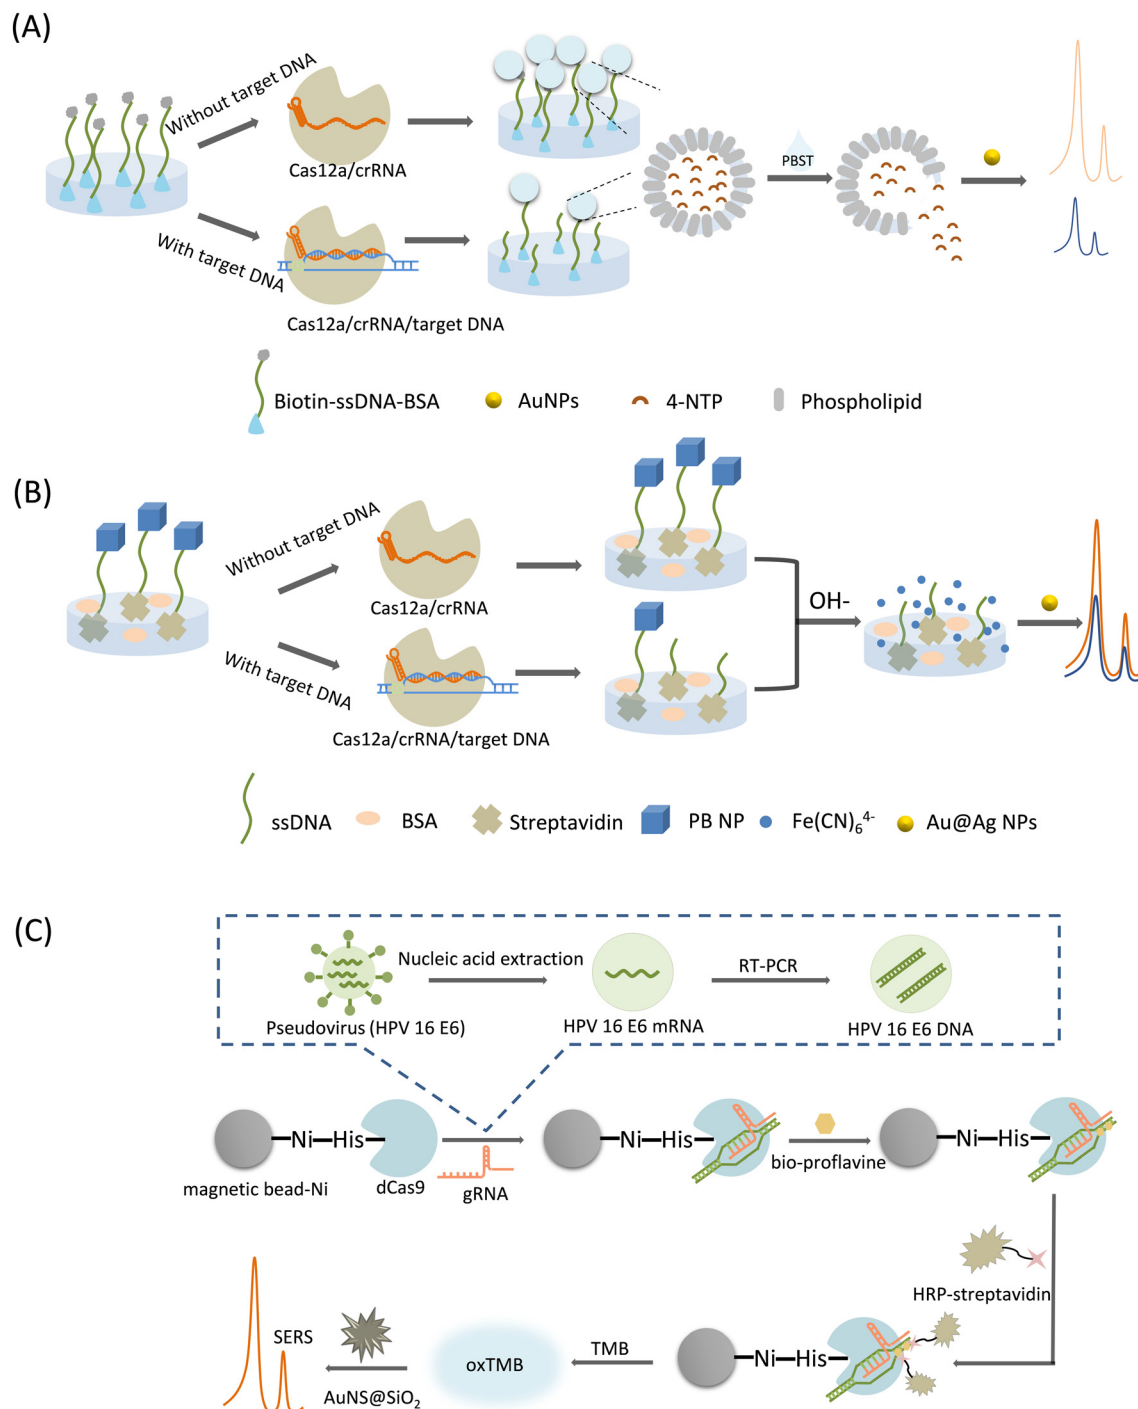 (A)
Without target DNA
Cas12a/crRNA
With target DNA
Cas12a/crRNA/target DNA
PBST
Biotin-ssDNA-BSA
AuNPs
4-NTP
Phospholipid
(B)
Without target DNA
Cas12a/crRNA
With target DNA
Cas12a/crRNA/target DNA
OH-
ssDNA
BSA
Streptavidin
PB NP
Fe(CN)₆⁴⁻
Au@Ag NPs
(C)
Pseudovirus (HPV 16 E6)
Nucleic acid extraction
HPV 16 E6 mRNA
RT-PCR
HPV 16 E6 DNA
Ni
His
magnetic bead-Ni
dCas9
gRNA
Ni
His
bio-proflavine
Ni
His
HRP-streptavidin
Ni
His
TMB
oxTMB
AuNS@SiO₂
SERS